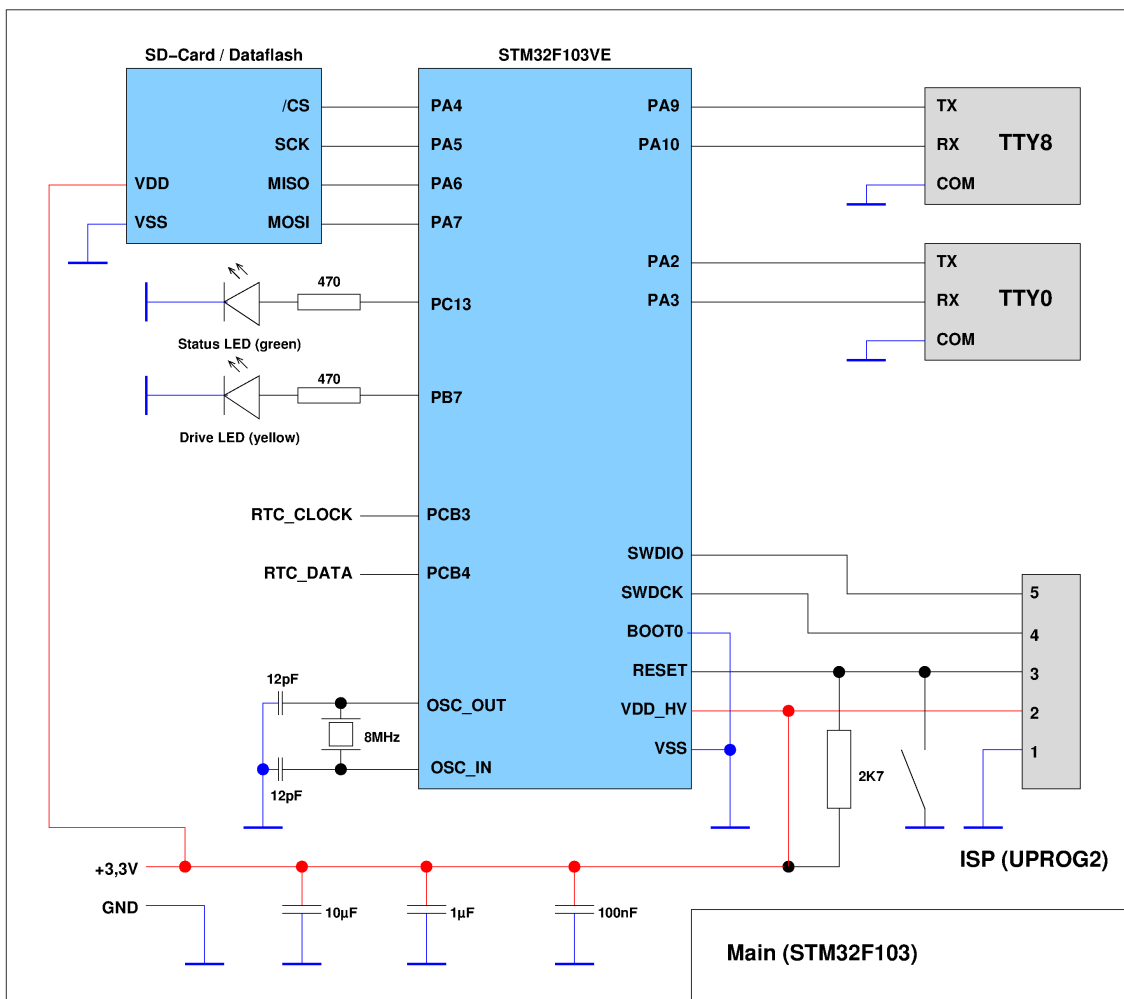 SD-Card / Dataflash
STM32F103VE
/CS
SCK
VDD
MISO
VSS
MOSI
PA4
PA5
PA6
PA7
PA9
PA10
TX
RX
TTY8
COM
PA2
PA3
TX
RX
TTY0
COM
470
PC13
Status LED (green)
470
PB7
Drive LED (yellow)
RTC_CLOCK
PCB3
RTC_DATA
PCB4
SWDIO
SWDCK
BOOT0
RESET
VDD_HV
VSS
5
4
3
2
1
12pF
OSC_OUT
8MHz
OSC_IN
12pF
2K7
ISP (UPROG2)
+3,3V
GND
10µF
1µF
100nF
Main (STM32F103)